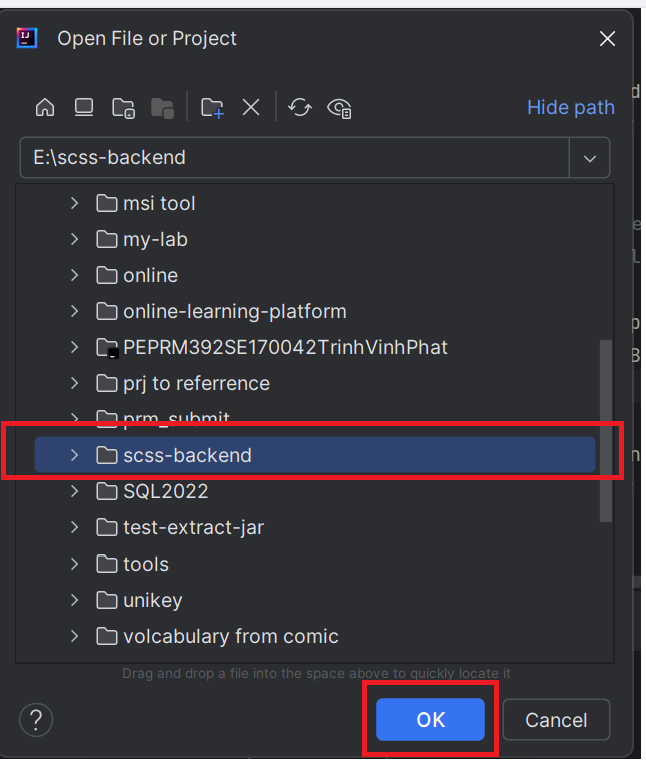 Open File or Project
Hide path
E:\scss-backend
msi tool
my-lab
online
online-learning-platform
PEPRM392SE170042TrinhVinhPhat
prj to referrence
prm_submit
scss-backend
SQL2022
test-extract-jar
tools
unikey
volcabulary from comic
Drag and drop a file into the space above to quickly locate it
?
OK
Cancel